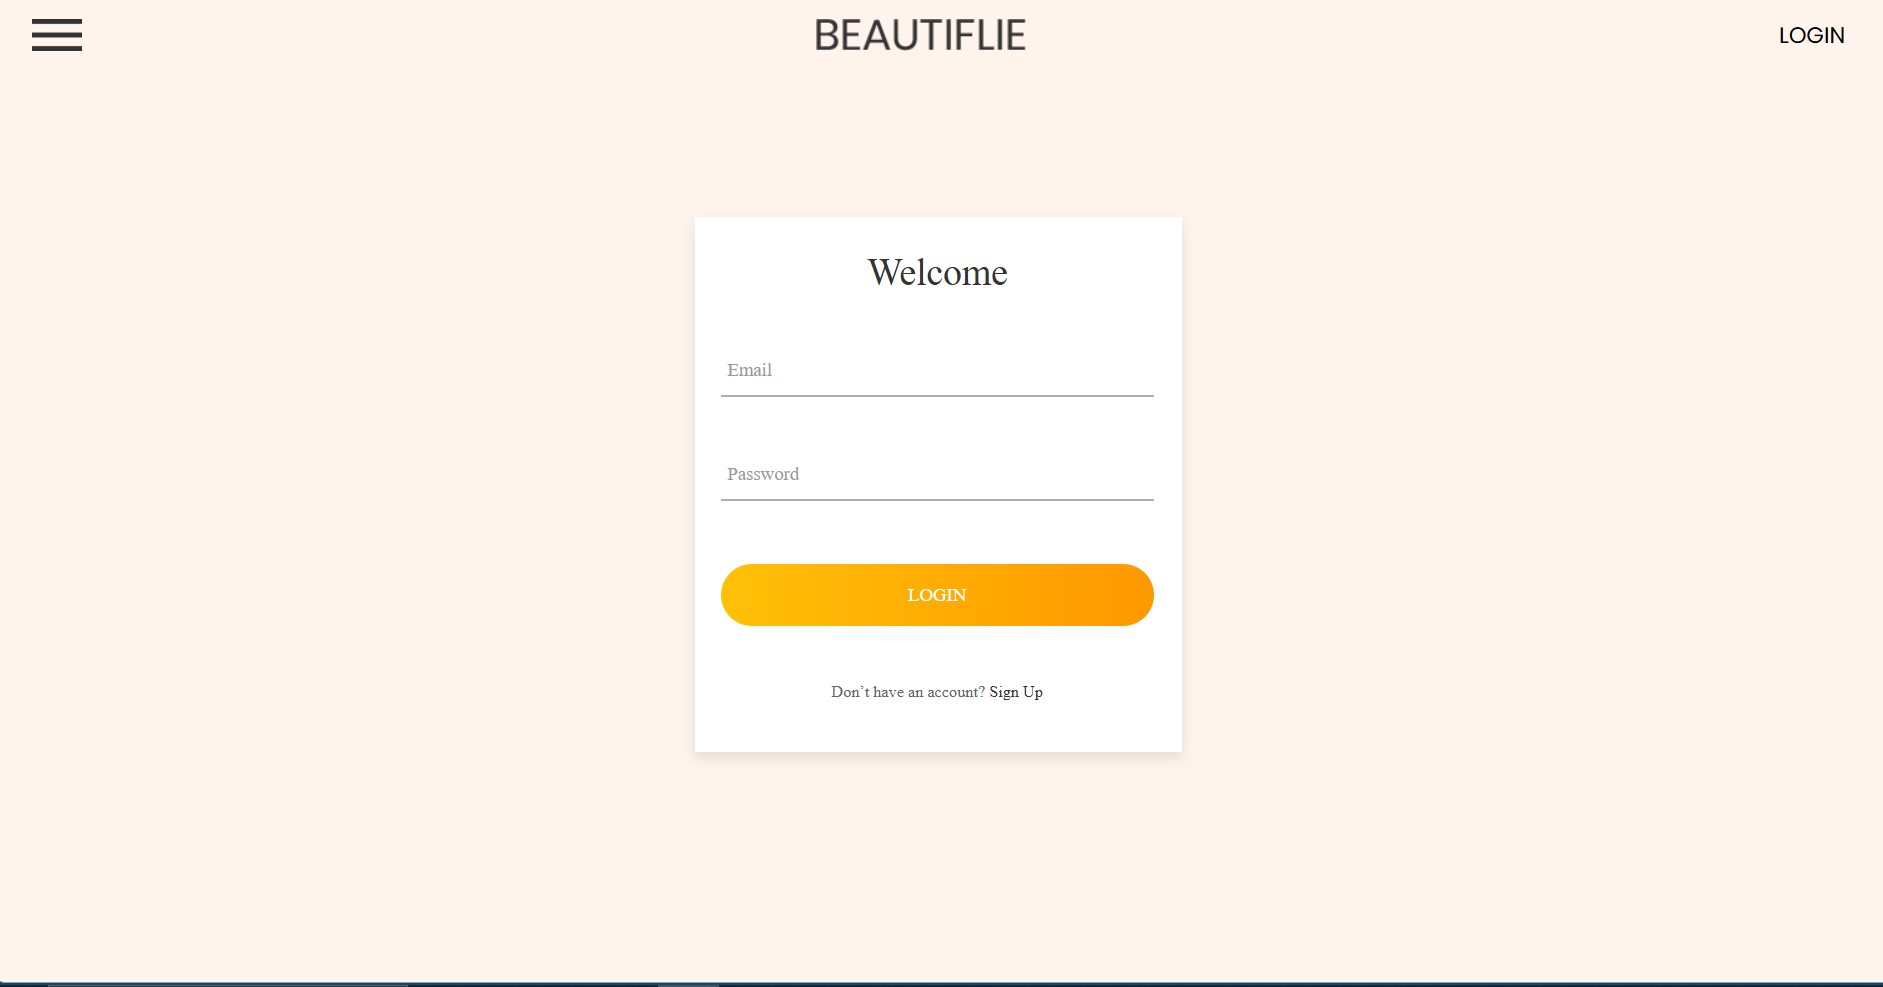 BEAUTIFLIE
LOGIN
Welcome
Email
Password
LOGIN
Don't have an account? Sign Up